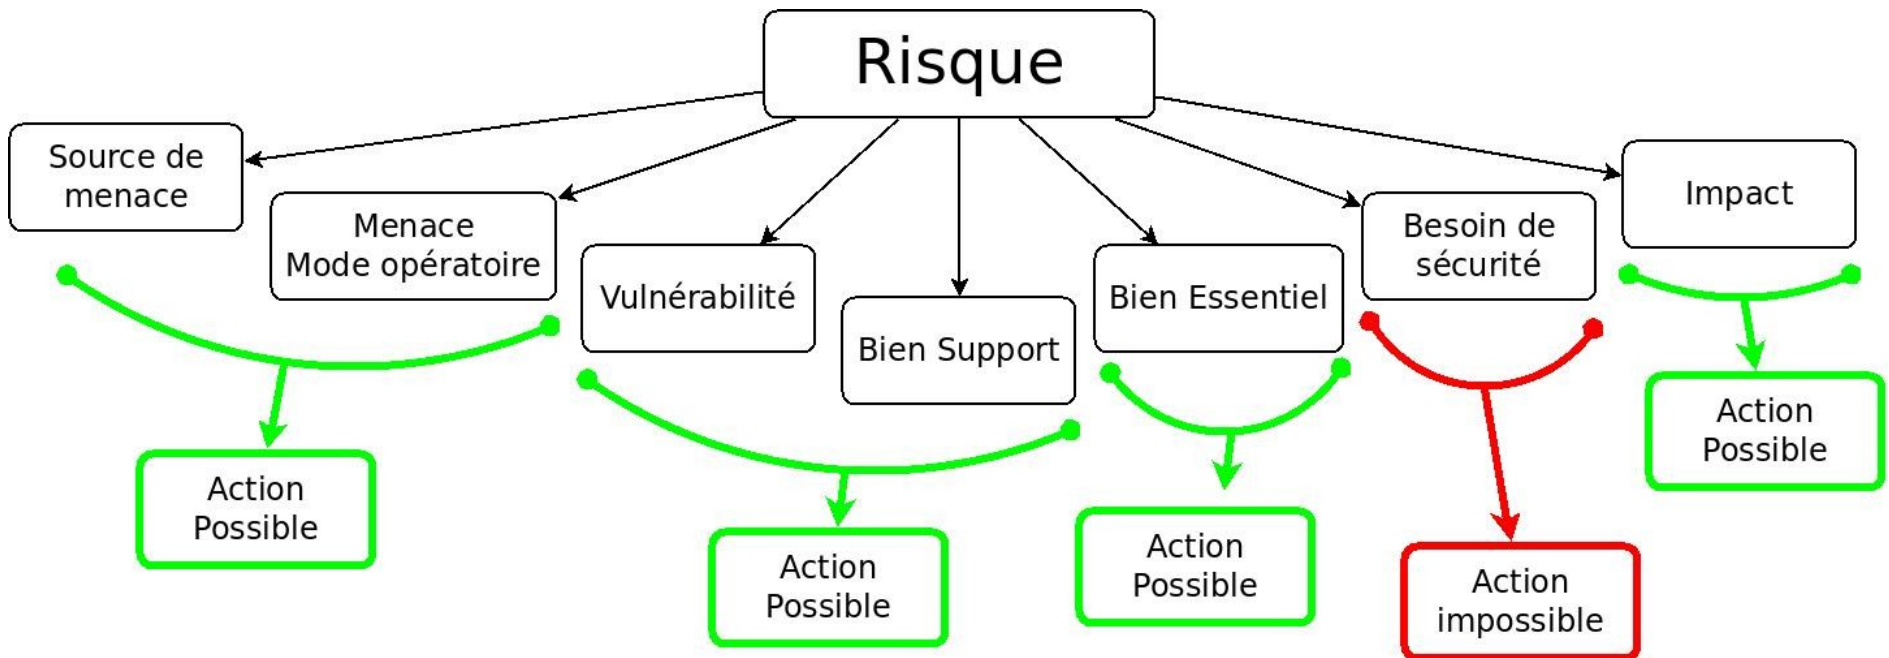 Risque
Source de
menace
Menace
Mode opératoire
Vulnérabilité
Bien Support
Bien Essentiel
Besoin de
sécurité
Impact
Action
Possible
Action
Possible
Action
Possible
Action
impossible
Action
Possible